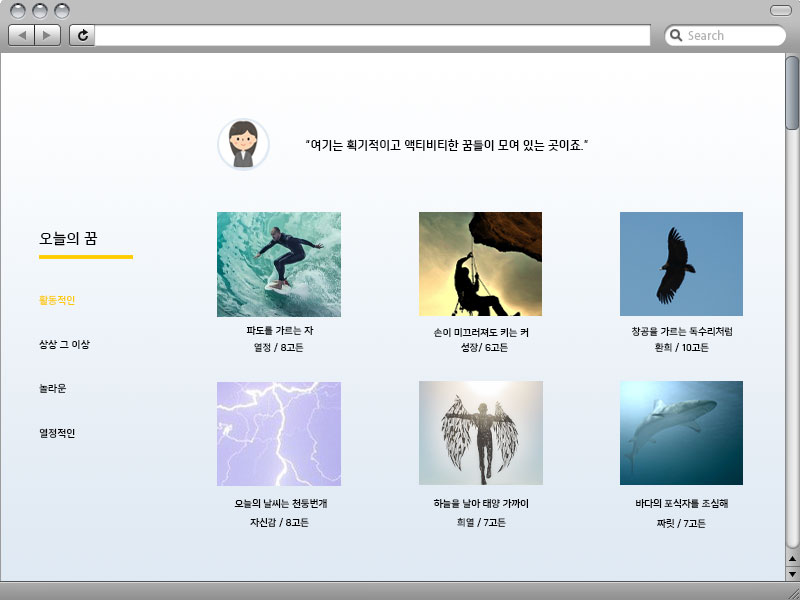 Search
"여기는 획기적이고 액티비티한 꿈들이 모여 있는 곳이죠."
오늘의 꿈
활동적인
상상 그 이상
놀라운
열정적인
파도를 가르는 자
열정 / 8고든
손이 미끄러져도 키는 커
성장/ 6고든
창공을 가르는 독수리처럼
환희 / 10고든
오늘의 날씨는 천둥번개
자신감 / 8고든
하늘을 날아 태양 가까이
희열 / 7고든
바다의 포식자를 조심해
짜릿 / 7고든